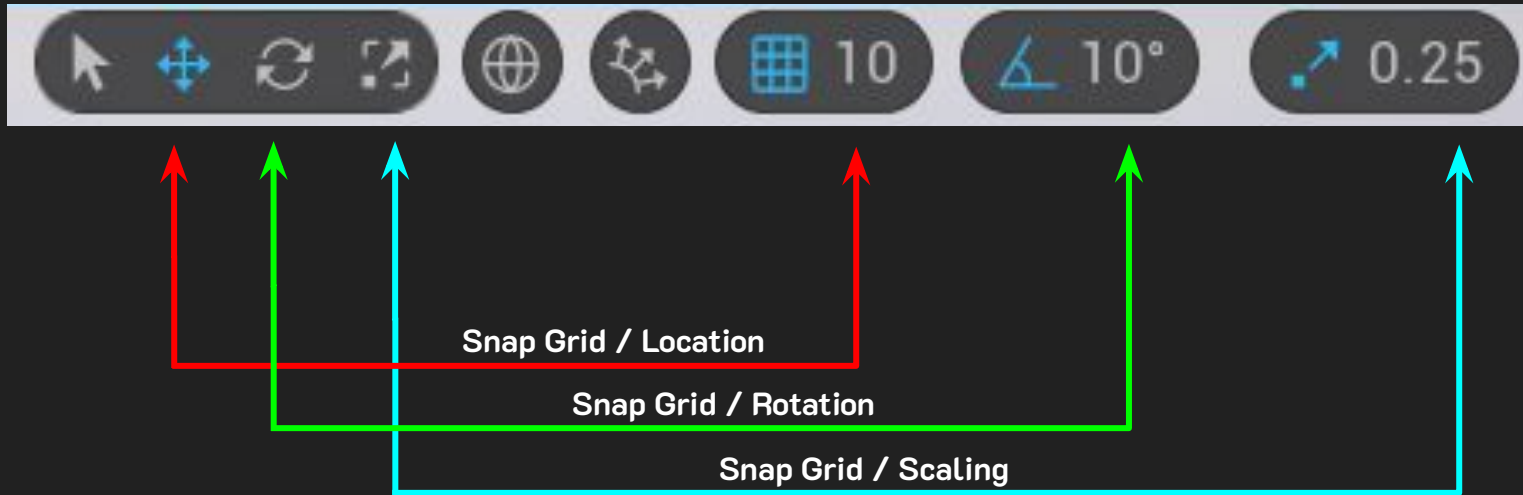 10
10°
0.25
Snap Grid / Location
Snap Grid / Rotation
Snap Grid / Scaling